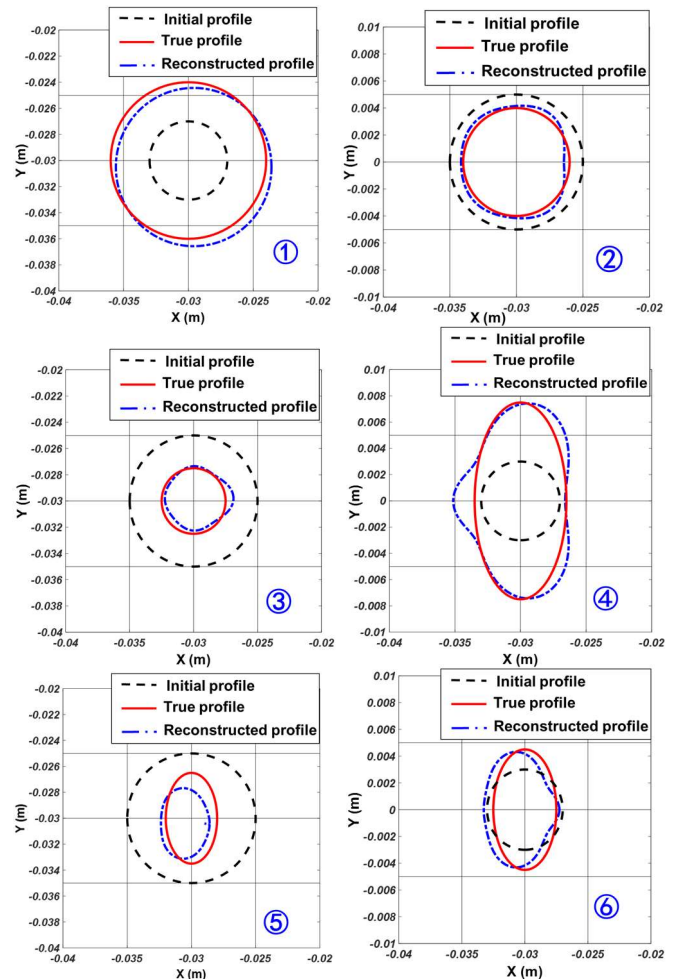 Initial profile
True profile
Reconstructed profile
-0.02
-0.022
-0.024
-0.026
-0.028
-0.03
-0.032
-0.034
-0.036
-0.038
-0.04
Y (m)
-0.04 -0.035 -0.03 -0.025 -0.02
X (m)
①
Initial profile
True profile
Reconstructed profile
0.01
0.008
0.006
0.004
0.002
0
-0.002
-0.004
-0.006
-0.008
-0.01
Y (m)
-0.04 -0.035 -0.03 -0.025 -0.02
X (m)
②
Initial profile
True profile
Reconstructed profile
-0.02
-0.022
-0.024
-0.026
-0.028
-0.03
-0.032
-0.034
-0.036
-0.038
-0.04
Y (m)
-0.04 -0.035 -0.03 -0.025 -0.02
X (m)
③
Initial profile
True profile
Reconstructed profile
0.01
0.008
0.006
0.004
0.002
0
-0.002
-0.004
-0.006
-0.008
-0.01
Y (m)
-0.04 -0.035 -0.03 -0.025 -0.02
X (m)
④
Initial profile
True profile
Reconstructed profile
-0.02
-0.022
-0.024
-0.026
-0.028
-0.03
-0.032
-0.034
-0.036
-0.038
-0.04
Y (m)
-0.04 -0.035 -0.03 -0.025 -0.02
X (m)
⑤
Initial profile
True profile
Reconstructed profile
0.01
0.008
0.006
0.004
0.002
0
-0.002
-0.004
-0.006
-0.008
-0.01
Y (m)
-0.04 -0.035 -0.03 -0.025 -0.02
X (m)
⑥